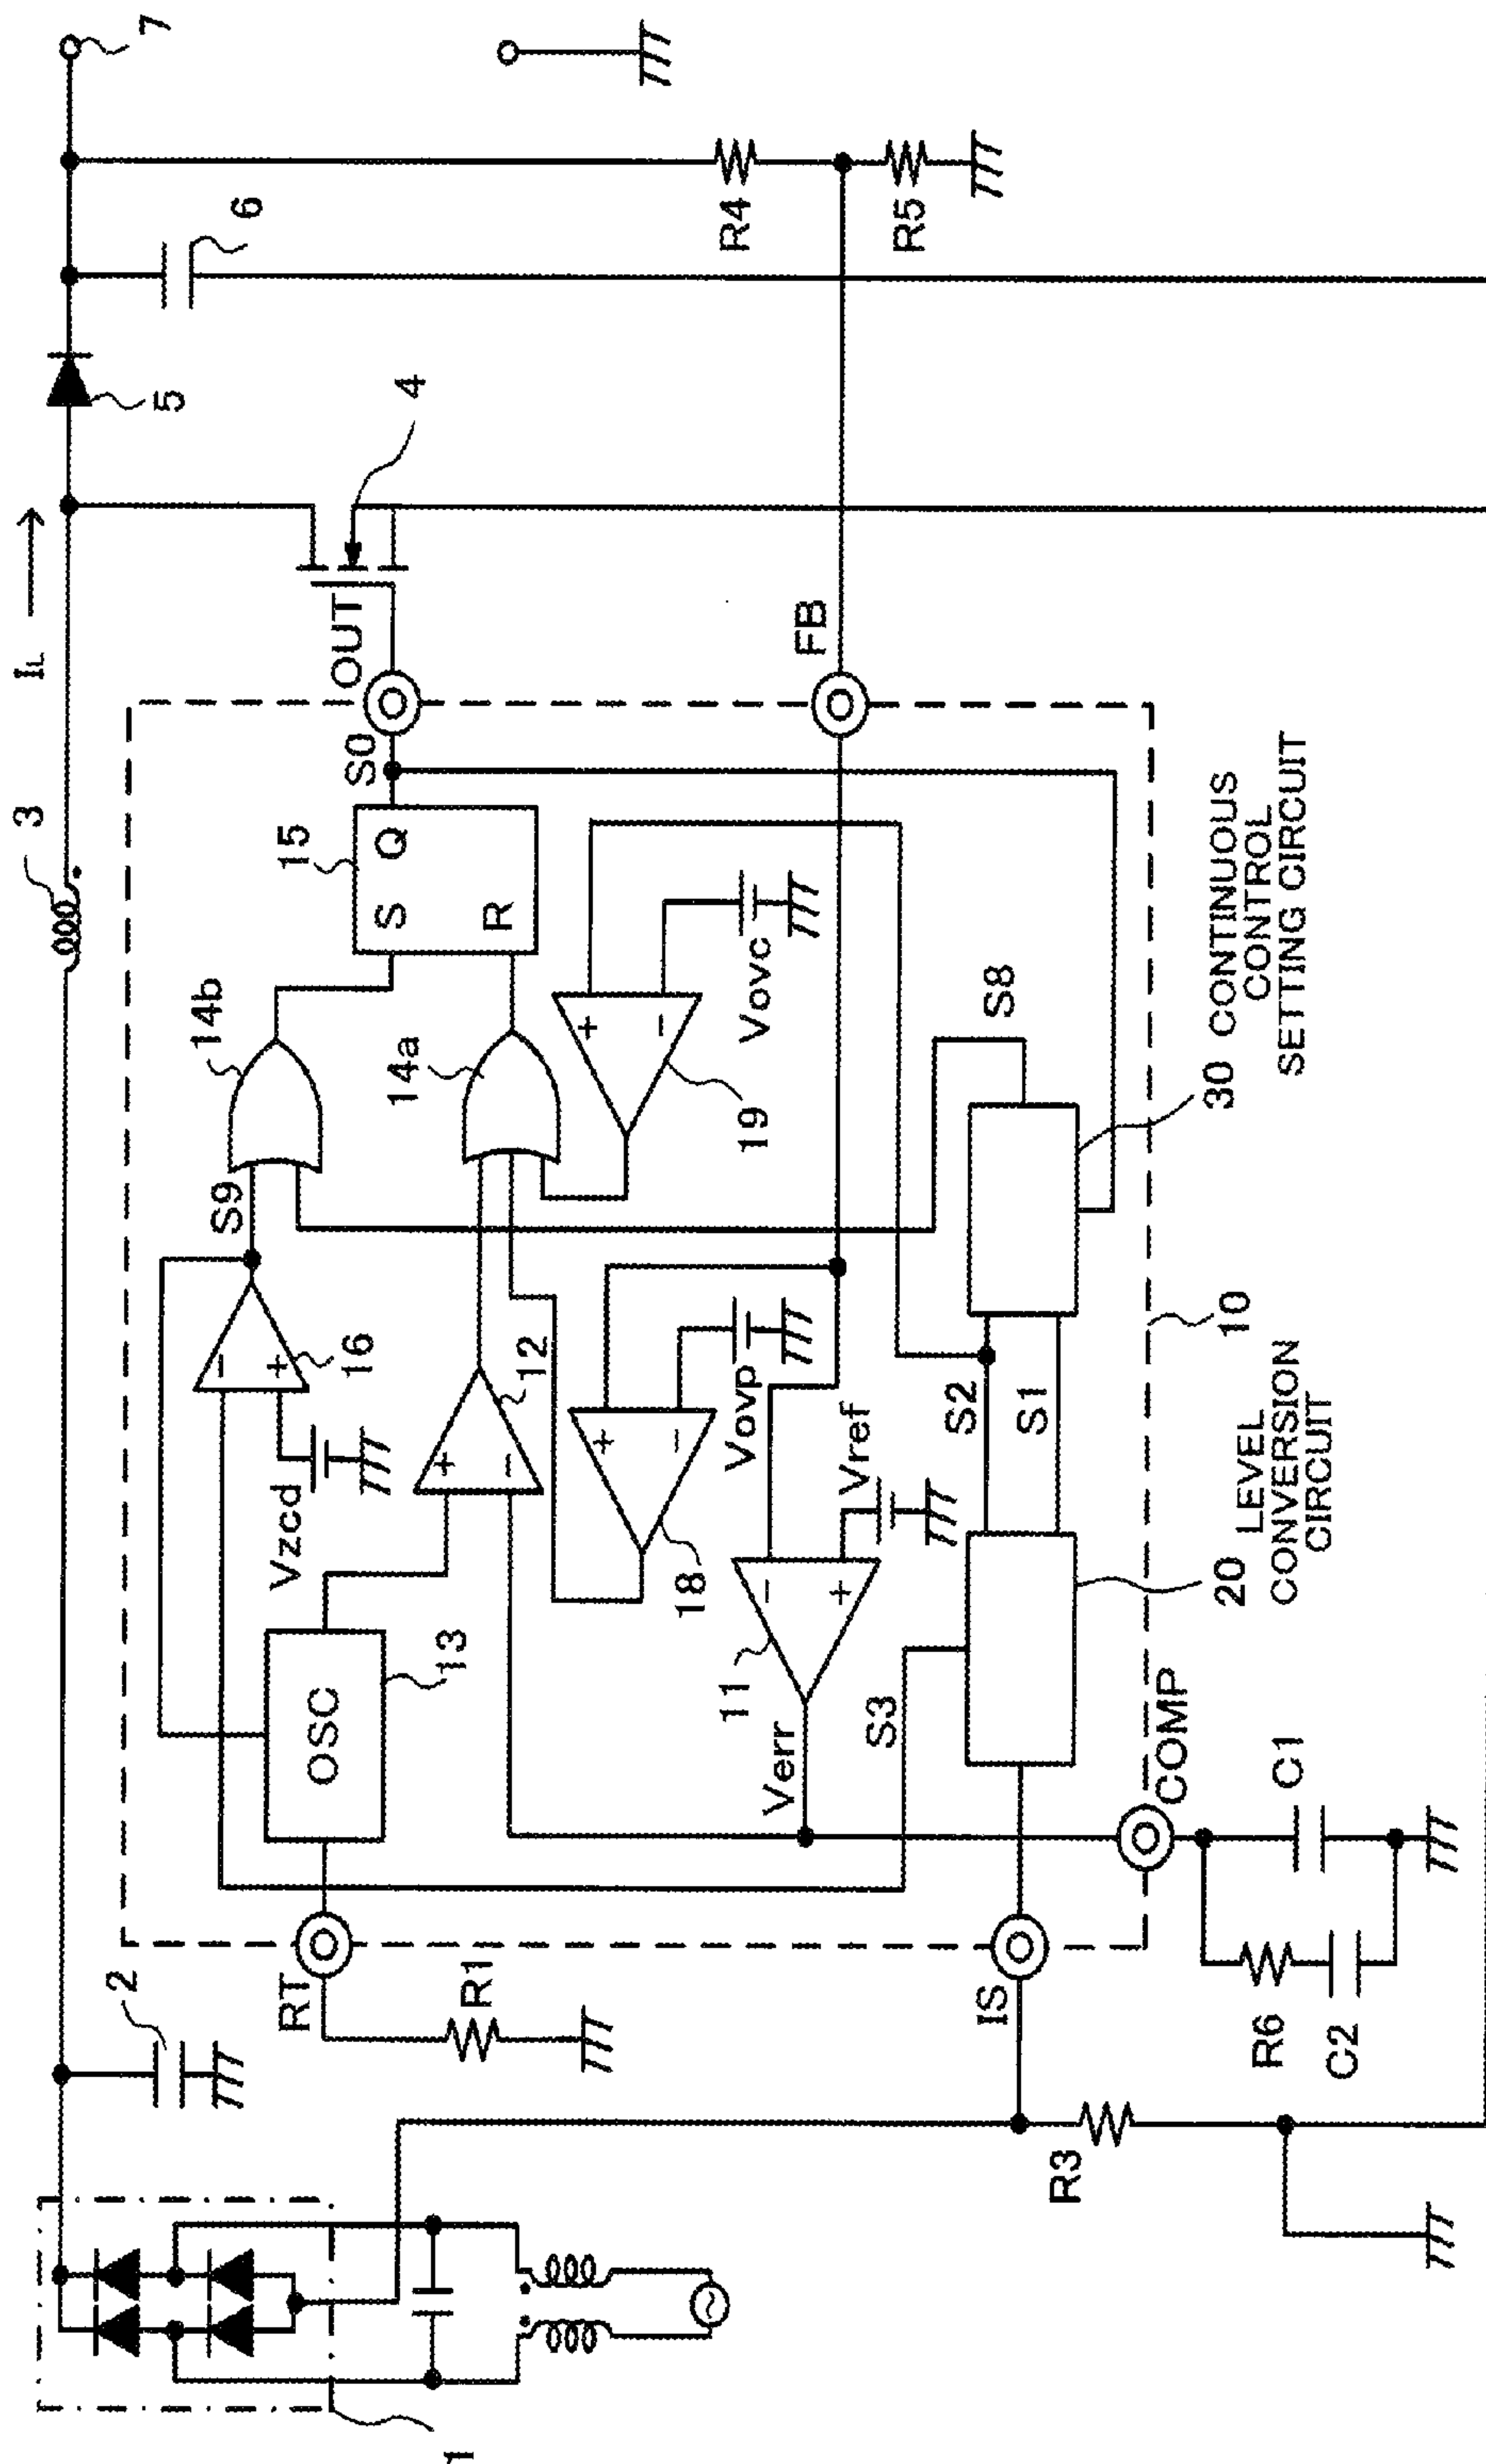 7
6
R4
R5
5
4
IL
OUT
FB
3
S0
15
Q
S
R
14b
14a
19
Vovc
S8
30 CONTINUOUS
CONTROL
SETTING CIRCUIT
S9
+
-
16
12
+
-
+
-
+
-
18
Vzcd
Vovp
Vref
10
S2
S1
20 LEVEL
CONVERSION
CIRCUIT
OSC
13
11
-
+
Verr
S3
COMP
C1
2
RT
R1
IS
R6
C2
R3
1